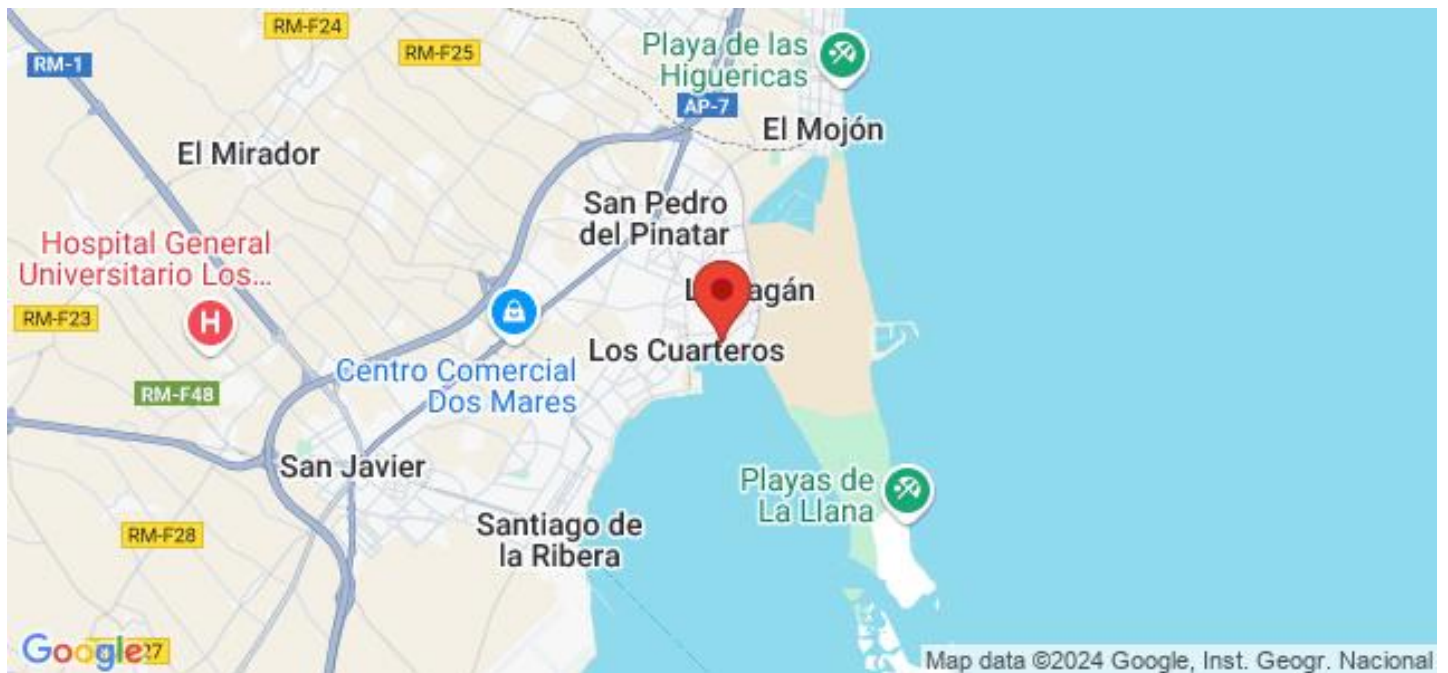 RM-F24
RM-1
RM-F25
Playa de las
Higuericas
AP-7
El Mojón
El Mirador
San Pedro
del Pinatar
Hospital General
Universitario Los...
H
RM-F23
Los Cuarteros
Centro Comercial
Dos Mares
RM-F48
San Javier
Playas de
La Llana
Santiago de
la Ribera
RM-F28
Google
Map data ©2024 Google, Inst. Geogr. Nacional